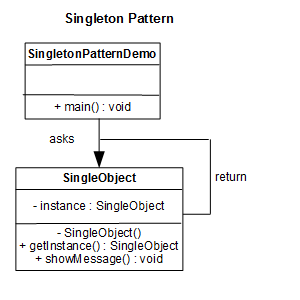 Singleton Pattern
SingletonPatternDemo
+ main() : void
asks
SingleObject
return
- instance : SingleObject
- SingleObject()
+ getInstance() : SingleObject
+ showMessage() : void